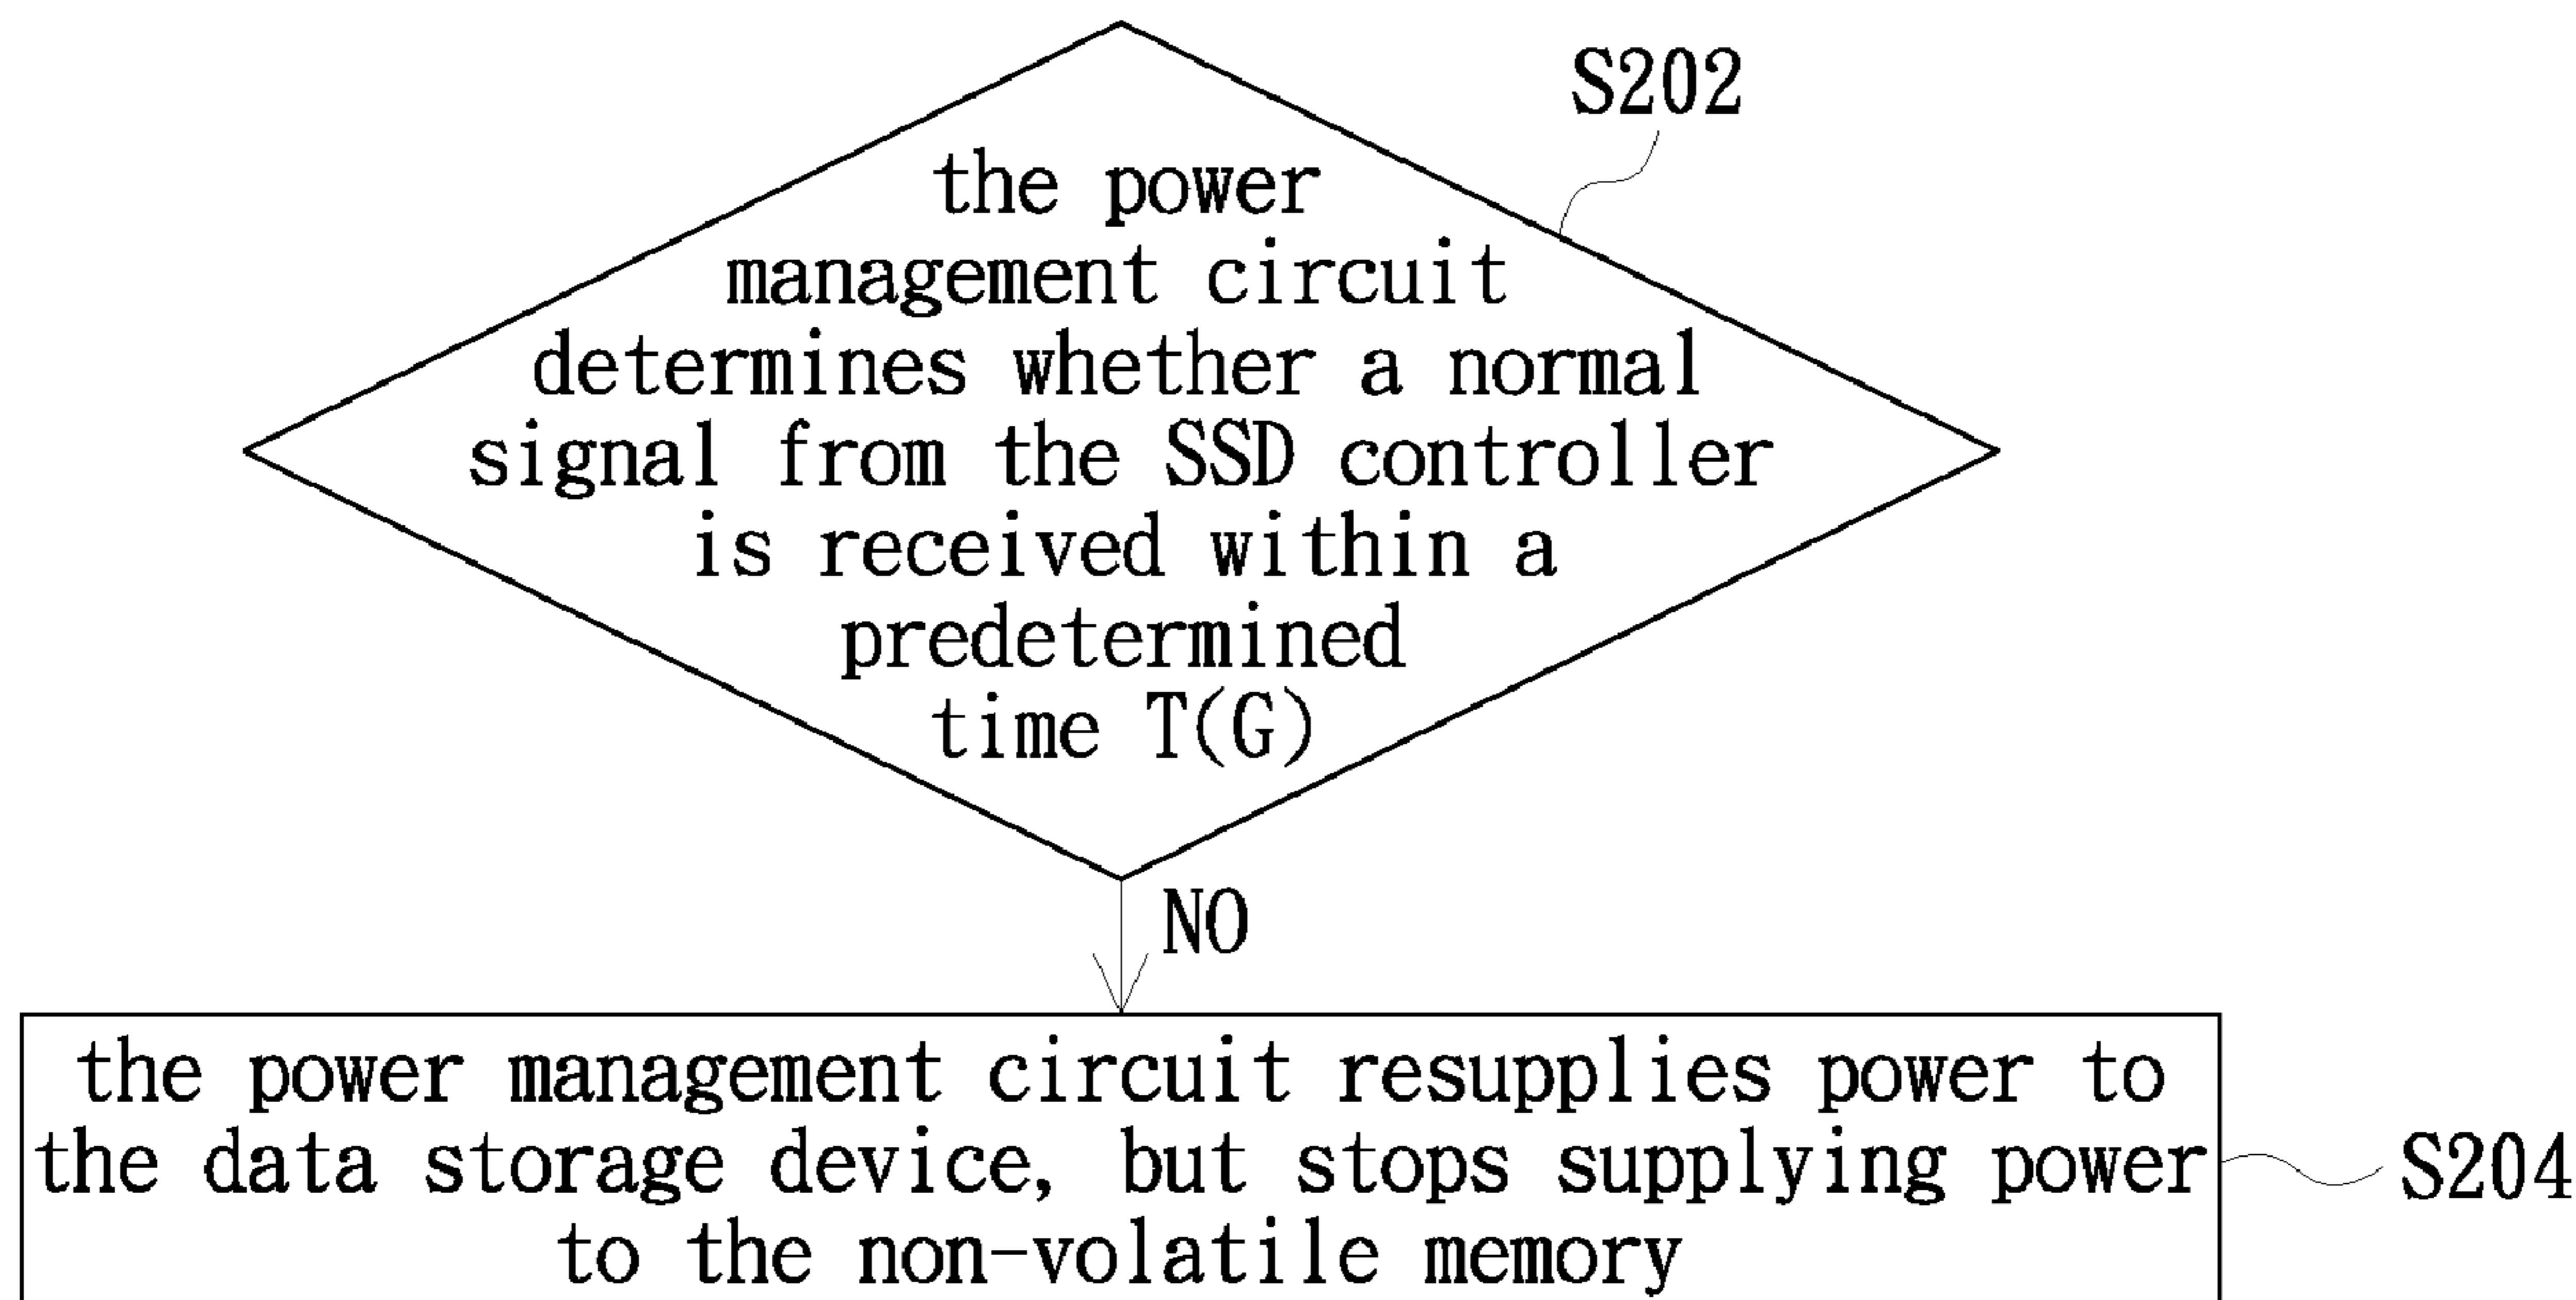 S202
the power
management circuit
determines whether a normal
signal from the SSD controller
is received within a
predetermined
time T(G)
NO
the power management circuit resupplies power to
the data storage device, but stops supplying power
to the non-volatile memory
S204